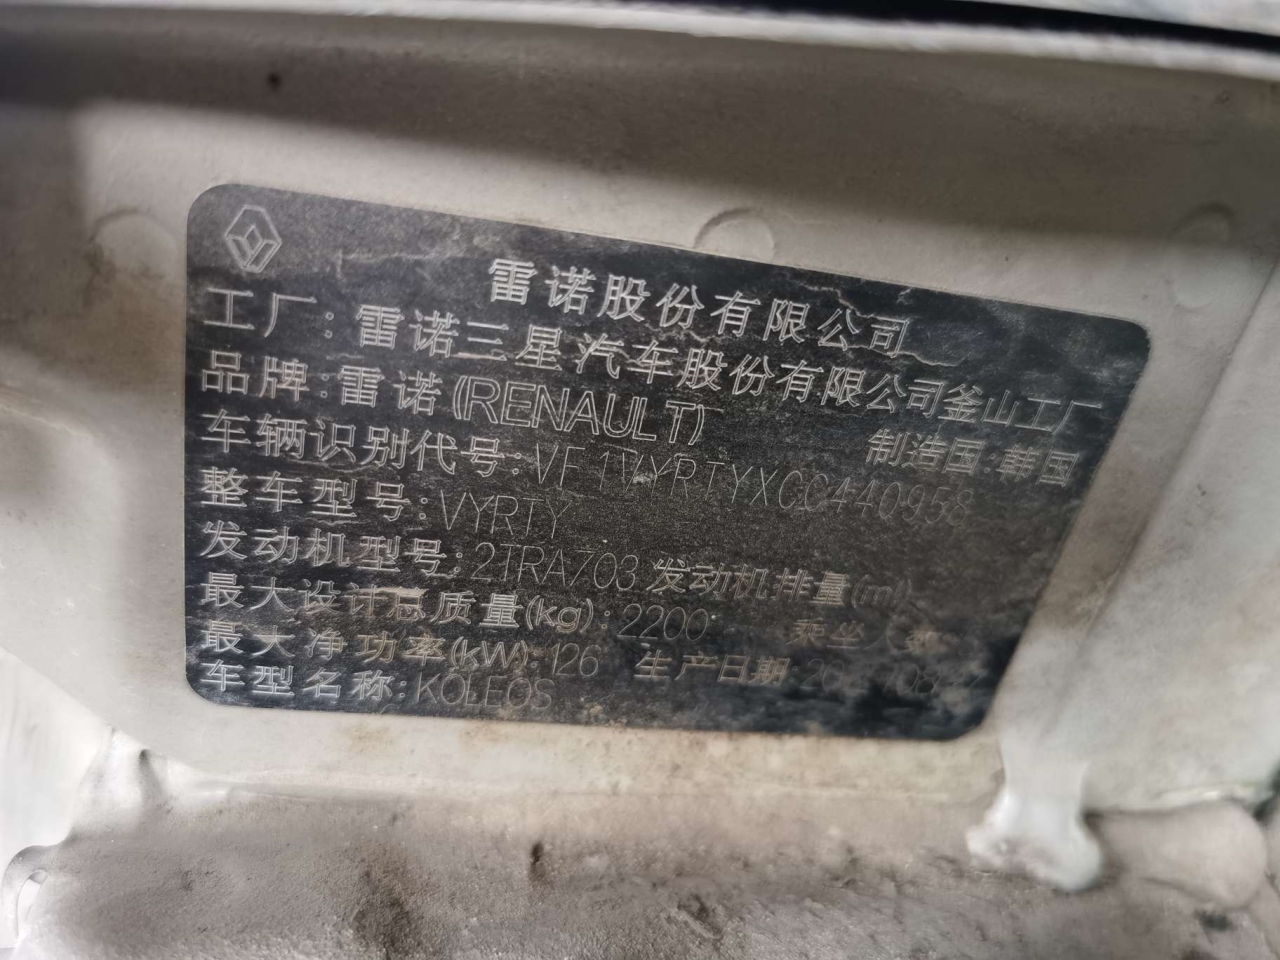 雷诺股份有限公司
工厂:雷诺三星汽车股份有限公司釜山工厂
品牌:雷诺(RENAULT) 制造国:韩国
车辆识别代号:VF1VYRTYXCC440958
整车型号:VYRTY
发动机型号:2TRA703 发动机排量(ml)
最大设计总质量(kg):2200 乘坐
最大净功率(kW):126 生产日期:
车型名称:KOLEOS